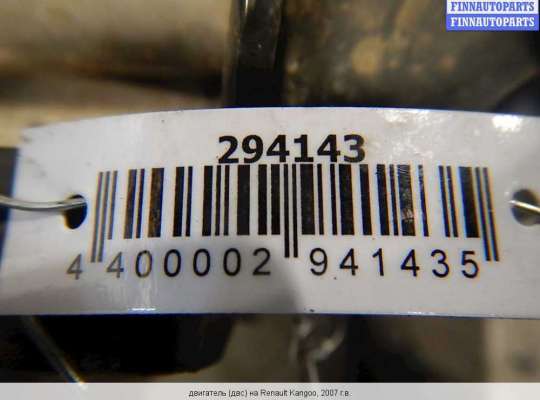 FINNAUTOPARTS
FINNAUTOPARTS
294143
4 400002 941435
двигатель (двс) на Renault Kangoo, 2007 г.в.